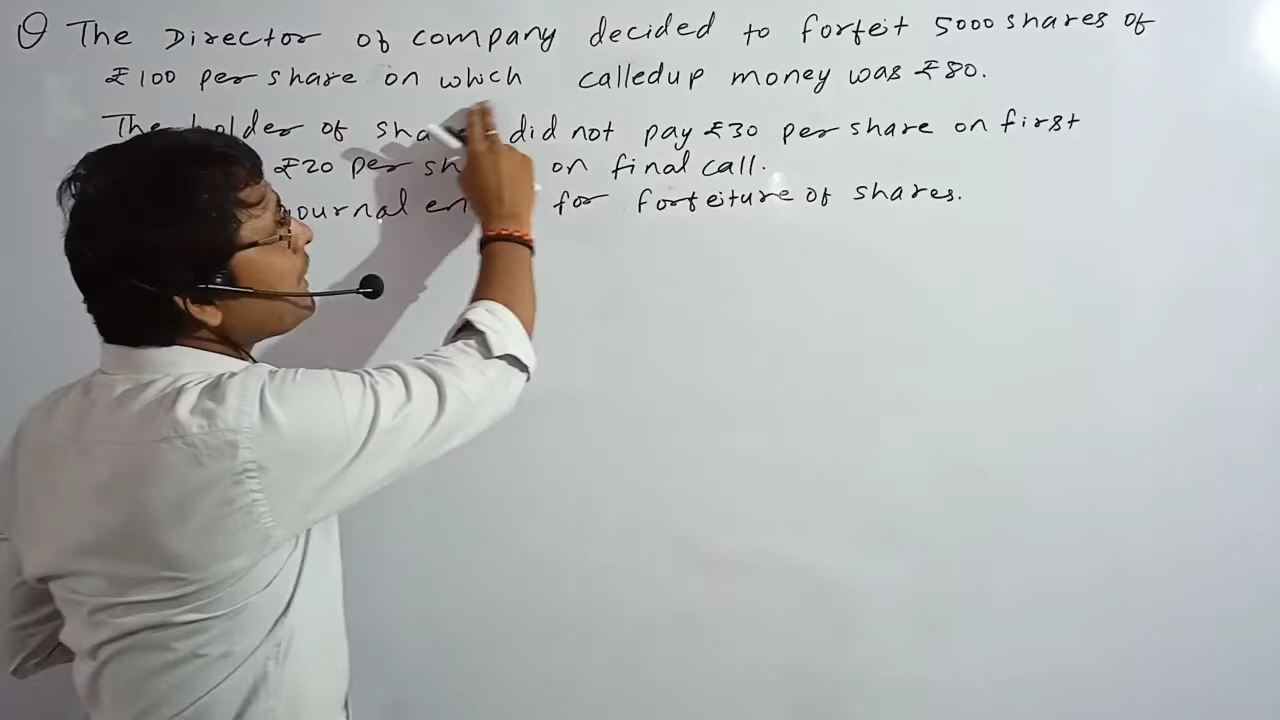 Q The Director of company decided to forfeit 5000 shares of
₹100 per share on which calledup money was ₹80.
The holder of sha did not pay ₹30 per share on first
₹20 per sh on final call.
journal en for forfeiture of shares.